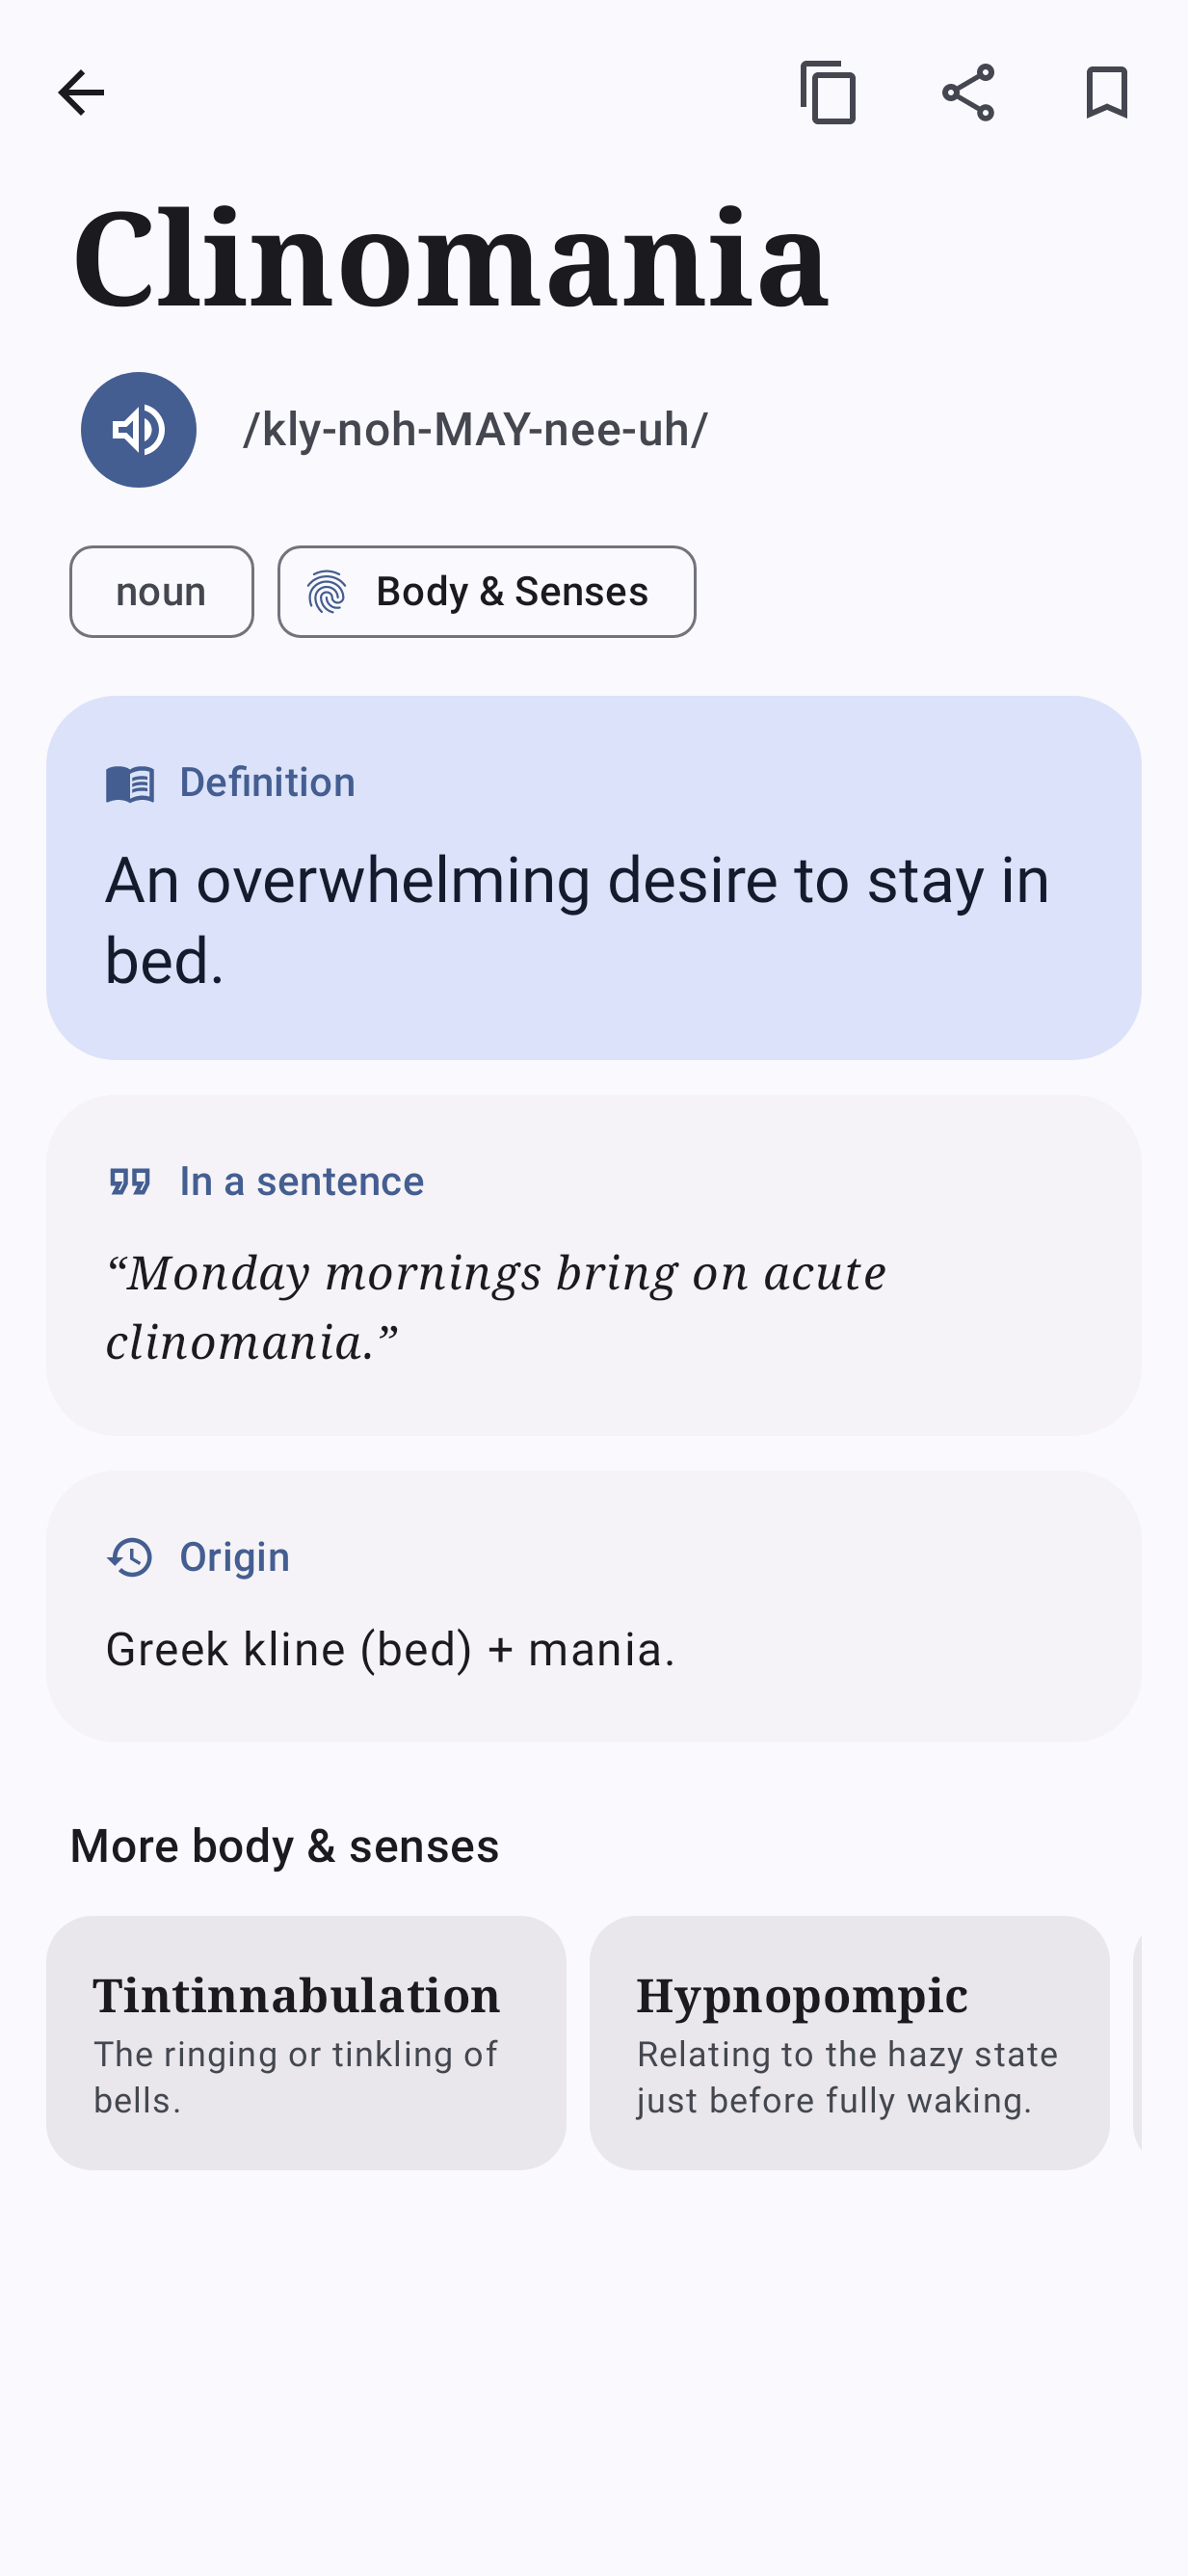 Clinomania
/kly-noh-MAY-nee-uh/
noun
Body & Senses
Definition
An overwhelming desire to stay in
bed.
In a sentence
“Monday mornings bring on acute
clinomania.”
Origin
Greek kline (bed) + mania.
More body & senses
Tintinnabulation
The ringing or tinkling of
bells.
Hypnopompic
Relating to the hazy state
just before fully waking.